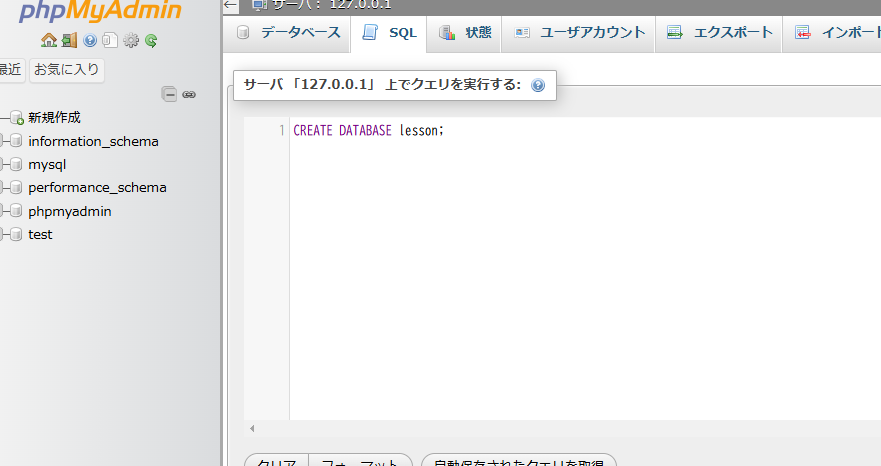 phpMyAdmin
最近 お気に入り
新規作成
information_schema
mysql
performance_schema
phpmyadmin
test
サーバ: 127.0.0.1
データベース SQL 状態 ユーザアカウント エクスポート インポート
サーバ 「127.0.0.1」 上でクエリを実行する:
1 CREATE DATABASE lesson;
クリア フォーマット 自動保存されたクエリを取得